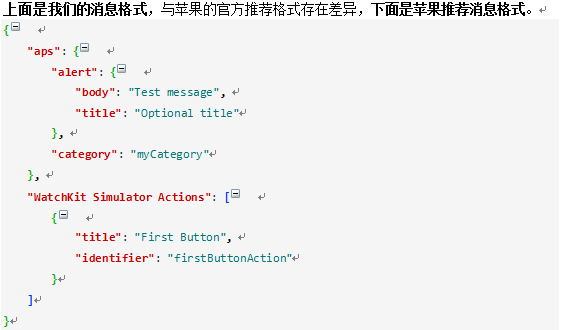 上面是我们的消息格式，与苹果的官方推荐格式存在差异，下面是苹果推荐消息格式。
{
"aps": {
"alert": {
"body": "Test message",
"title": "Optional title"
},
"category": "myCategory"
},
"WatchKit Simulator Actions": [
{
"title": "First Button",
"identifier": "firstButtonAction"
}
]
}